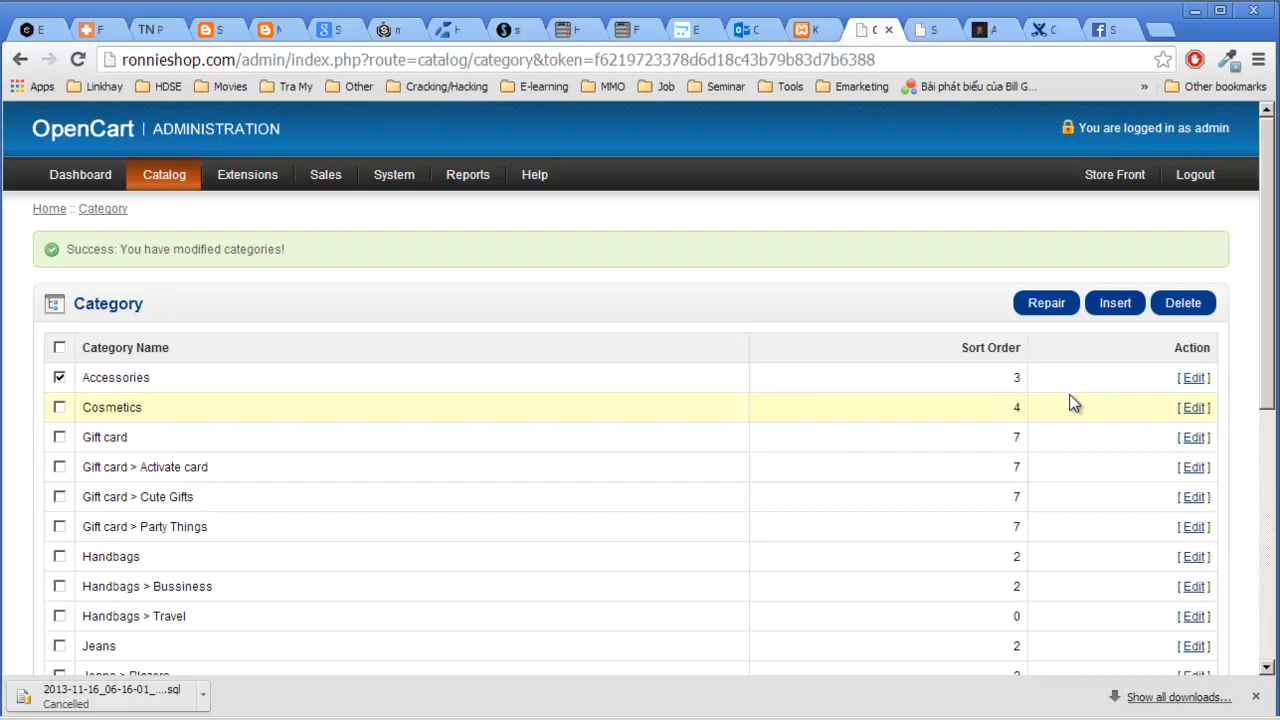 E F TN P S M S n H s H F E C K C S A C S
ronnieshop.com/admin/index.php?route=catalog/category&token=f6219723378d6d18c43b79b83d7b6388
Apps Linkhay HDSE Movies Tra My Other Cracking/Hacking E-learning MMO Job Seminar Tools Emarketing Bài phát biểu của Bill G... » Other bookmarks
OpenCart | ADMINISTRATION You are logged in as admin
Dashboard Catalog Extensions Sales System Reports Help Store Front Logout
Home :: Category
Success: You have modified categories!
Category Repair Insert Delete
Category Name Sort Order Action
Accessories 3 [ Edit ]
Cosmetics 4 [ Edit ]
Gift card 7 [ Edit ]
Gift card > Activate card 7 [ Edit ]
Gift card > Cute Gifts 7 [ Edit ]
Gift card > Party Things 7 [ Edit ]
Handbags 2 [ Edit ]
Handbags > Bussiness 2 [ Edit ]
Handbags > Travel 0 [ Edit ]
Jeans 2 [ Edit ]
Jeans > Blazers 2 [ Edit ]
2013-11-16_06-16-01_....sql
Cancelled
Show all downloads...